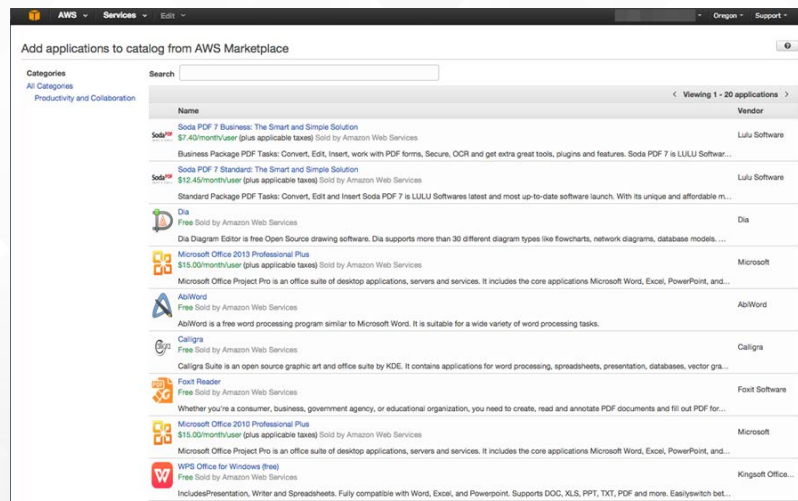 AWS Services Edit Oregon Support
Add applications to catalog from AWS Marketplace
Categories
Search
All Categories
Productivity and Collaboration
Viewing 1 - 20 applications
Name Vendor
Soda PDF 7 Business: The Smart and Simple Solution
$7.40/month/user (plus applicable taxes) Sold by Amazon Web Services
Lulu Software
Business Package PDF Tasks: Convert, Edit, Insert, work with PDF forms, Secure, OCR and get extra great tools, plugins and features. Soda PDF 7 is LULU Softwar...
Soda PDF 7 Standard: The Smart and Simple Solution
$12.45/month/user (plus applicable taxes) Sold by Amazon Web Services
Lulu Software
Standard Package PDF Tasks: Convert, Edit and Insert Soda PDF 7 is LULU Softwares latest and most up-to-date software launch. With its unique and affordable m...
Dia
Free Sold by Amazon Web Services
Dia
Dia Diagram Editor is free Open Source drawing software. Dia supports more than 30 different diagram types like flowcharts, network diagrams, database models. ...
Microsoft Office 2013 Professional Plus
$15.00/month/user (plus applicable taxes) Sold by Amazon Web Services
Microsoft
Microsoft Office Project Pro is an office suite of desktop applications, servers and services. It includes the core applications Microsoft Word, Excel, PowerPoint, and...
AbiWord
Free Sold by Amazon Web Services
AbiWord
AbiWord is a free word processing program similar to Microsoft Word. It is suitable for a wide variety of word processing tasks.
Calligra
Free Sold by Amazon Web Services
Calligra
Calligra Suite is an open source graphic art and office suite by KDE. It contains applications for word processing, spreadsheets, presentation, databases, vector gra...
Foxit Reader
Free Sold by Amazon Web Services
Foxit Software
Whether you're a consumer, business, government agency, or educational organization, you need to create, read and annotate PDF documents and fill out PDF for...
Microsoft Office 2010 Professional Plus
$15.00/month/user (plus applicable taxes) Sold by Amazon Web Services
Microsoft
Microsoft Office Project Pro is an office suite of desktop applications, servers and services. It includes the core applications Microsoft Word, Excel, PowerPoint, and...
WPS Office for Windows (free)
Free Sold by Amazon Web Services
Kingsoft Office...
IncludesPresentation, Writer and Spreadsheets. Fully compatible with Word, Excel, and Powerpoint. Supports DOC, XLS, PPT, TXT, PDF and more. Easilyswitch bet...